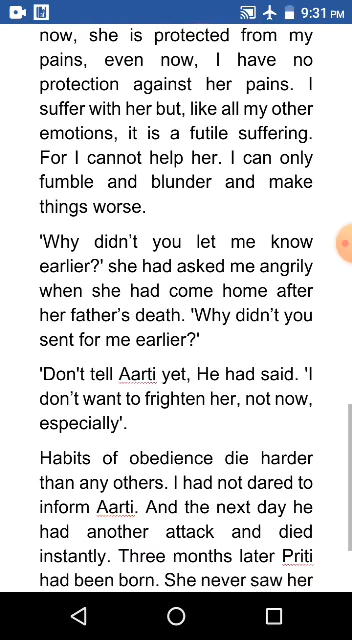 9:31 PM
now, she is protected from my
pains, even now, I have no
protection against her pains. I
suffer with her but, like all my other
emotions, it is a futile suffering.
For I cannot help her. I can only
fumble and blunder and make
things worse.
'Why didn't you let me know
earlier?' she had asked me angrily
when she had come home after
her father's death. 'Why didn't you
sent for me earlier?'
'Don't tell Aarti yet, He had said. 'I
don't want to frighten her, not now,
especially'.
Habits of obedience die harder
than any others. I had not dared to
inform Aarti. And the next day he
had another attack and died
instantly. Three months later Priti
had been born. She never saw her